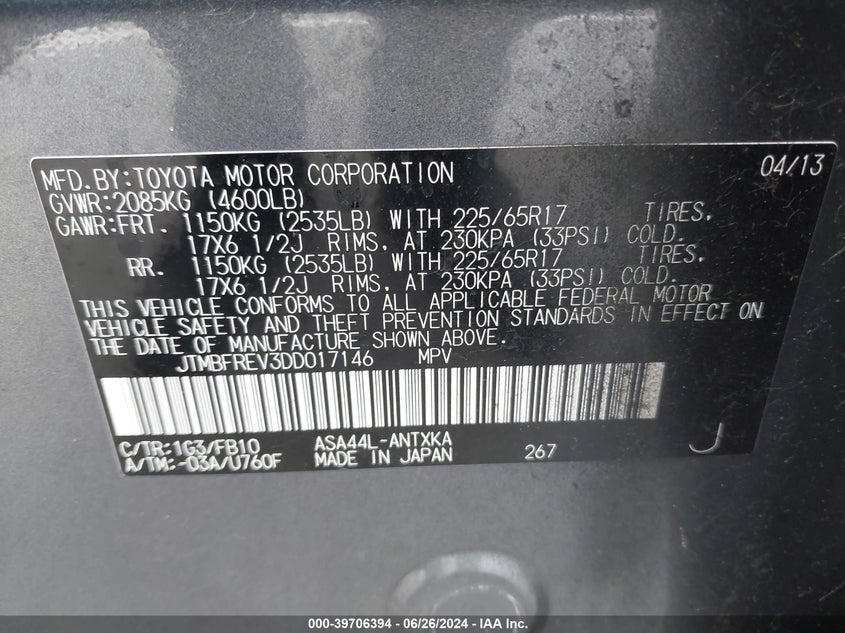 MFD.BY:TOYOTA MOTOR CORPORATION 04/13
GVWR:2085KG (4600LB)
GAWR:FRT. 1150KG (2535LB) WITH 225/65R17 TIRES,
17X6 1/2J RIMS, AT 230KPA (33PSI) COLD.
RR. 1150KG (2535LB) WITH 225/65R17 TIRES,
17X6 1/2J RIMS, AT 230KPA (33PSI) COLD.
THIS VEHICLE CONFORMS TO ALL APPLICABLE FEDERAL MOTOR
VEHICLE SAFETY AND THEFT PREVENTION STANDARDS IN EFFECT ON
THE DATE OF MANUFACTURE SHOWN ABOVE.
JTMBFREV3DD017146 MPV
C/TR:1G3/FB10 ASA44L-ANTXKA
A/TM:-03A/U760F MADE IN JAPAN 267 J
000-39706394 - 06/26/2024 - IAA Inc.